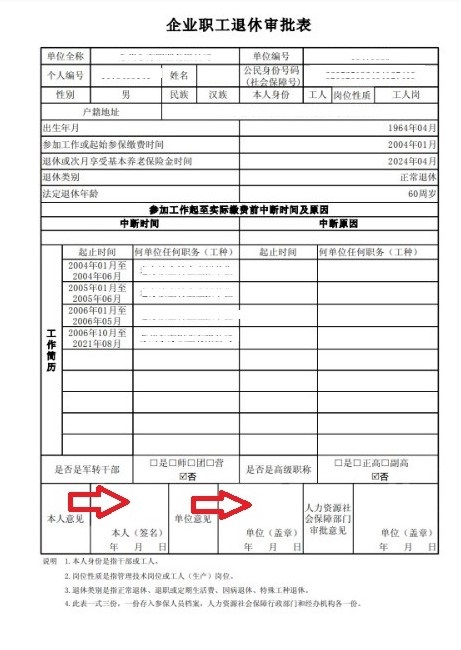 企业职工退休审批表
单位全称 单位编号
个人编号 姓名 公民身份号码
(社会保障号)
性别 男 民族 汉族 本人身份 工人 岗位性质 工人岗
户籍地址
出生年月 1964年04月
参加工作或起始参保缴费时间 2004年01月
退休或次月享受基本养老保险金时间 2024年04月
退休类别 正常退休
法定退休年龄 60周岁
参加工作起至实际缴费前中断时间及原因
中断时间 中断原因
工作简历
起止时间 何单位任何职务（工种） 起止时间 何单位任何职务（工种）
2004年01月至
2004年06月
2005年01月至
2005年06月
2006年01月至
2006年05月
2006年10月至
2021年08月
是否是军转干部 □是□师□团□营 是否是高级职称 □是□正高□副高
☑否 ☑否
本人意见 单位意见 人力资源社
会保障部门
审批意见
本人（签名） 单位（盖章） 单位（盖章）
年 月 日 年 月 日 年 月 日
说明 1.本人身份是指干部或工人。
2.岗位性质是指管理技术岗位或工人（生产）岗位。
3.退休类别是指正常退休、退职或定期生活费、因病退休、特殊工种退休。
4.此表一式三份，一份存入参保人员档案，人力资源社会保障行政部门和经办机构各一份。